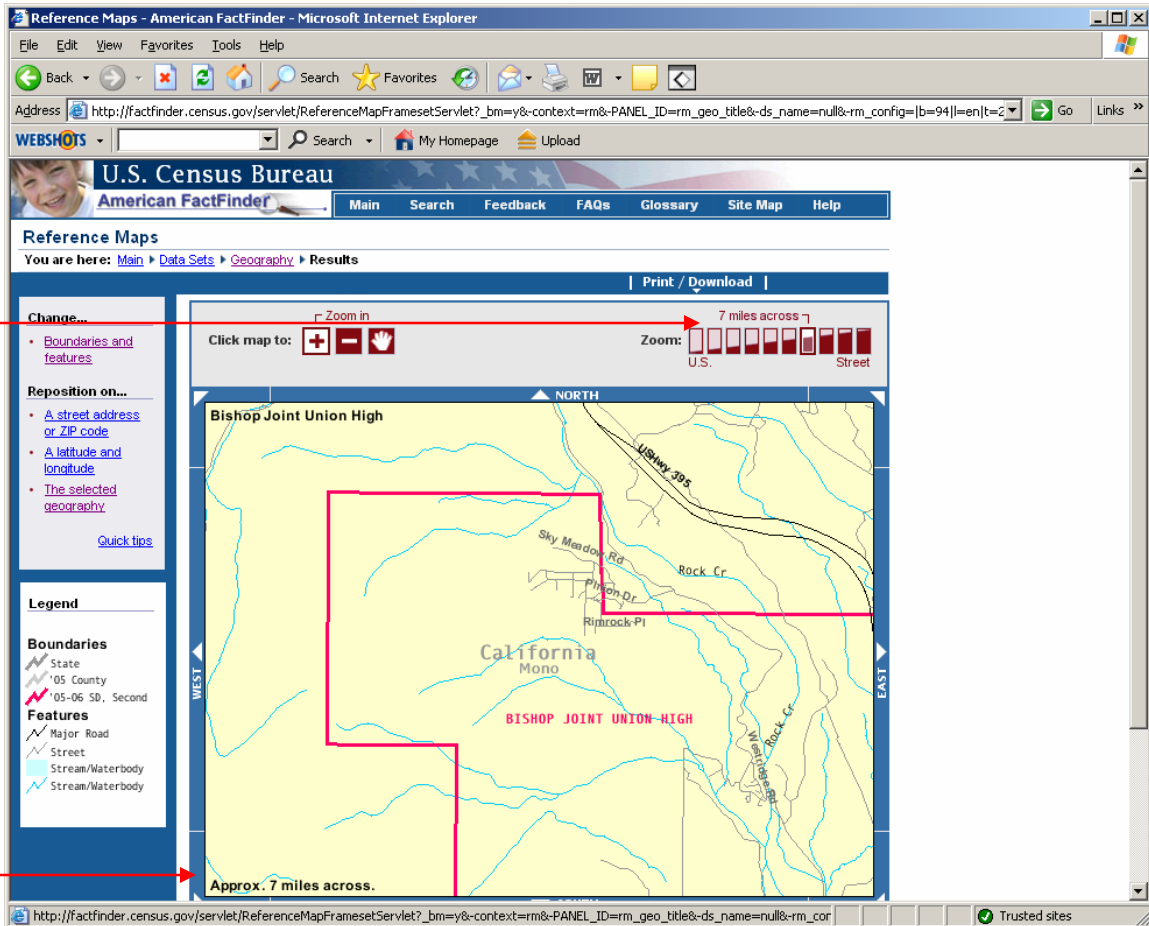 Reference Maps - American FactFinder - Microsoft Internet Explorer
File Edit View Favorites Tools Help
Back Search Favorites
Address http://factfinder.census.gov/servlet/ReferenceMapFramesetServlet?_bm=y&-context=rm&-PANEL_ID=rm_geo_title&-ds_name=null&-rm_config=|b=94|l=en|t=2 Go Links »
WEBSHOTS Search My Homepage Upload
U.S. Census Bureau
American FactFinder
Main Search Feedback FAQs Glossary Site Map Help
Reference Maps
You are here: Main Data Sets Geography Results
| Print / Download |
Change...
• Boundaries and
features
Reposition on...
• A street address
or ZIP code
• A latitude and
longitude
• The selected
geography
Quick tips
Legend
Boundaries
State
'05 County
'05-06 SD, Second
Features
Major Road
Street
Stream/Waterbody
Stream/Waterbody
Zoom in
Click map to:
7 miles across
Zoom:
U.S. Street
NORTH
Bishop Joint Union High
USHwy 395
Sky Meadow Rd
Rock Cr
Pinon Dr
Rimrock Pl
California
Mono
WEST
EAST
BISHOP JOINT UNION HIGH
Rock Cr
Westridge Rd
Approx. 7 miles across.
http://factfinder.census.gov/servlet/ReferenceMapFramesetServlet?_bm=y&-context=rm&-PANEL_ID=rm_geo_title&-ds_name=null&-rm_cor Trusted sites